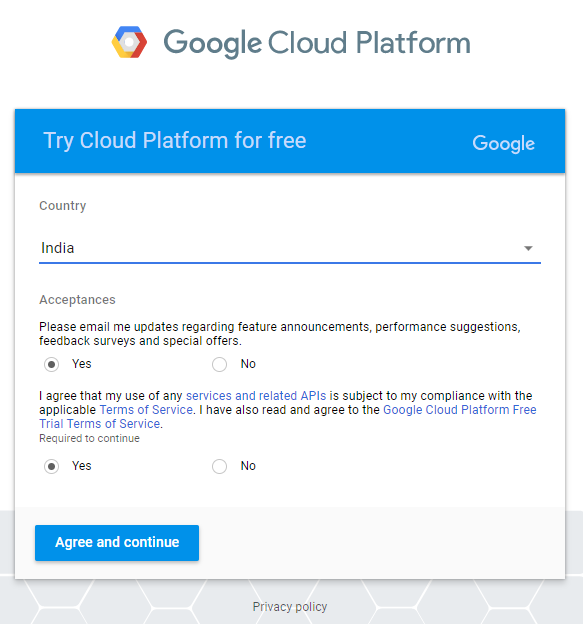 Google Cloud Platform
Try Cloud Platform for free
Google
Country
India
Acceptances
Please email me updates regarding feature announcements, performance suggestions,
feedback surveys and special offers.
Yes No
I agree that my use of any services and related APIs is subject to my compliance with the
applicable Terms of Service. I have also read and agree to the Google Cloud Platform Free
Trial Terms of Service.
Required to continue
Yes No
Agree and continue
Privacy policy